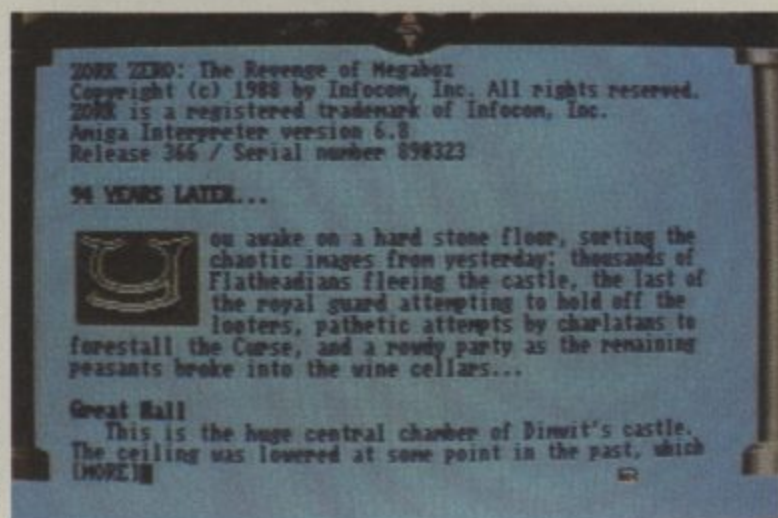 ZORK ZERO: The Revenge of Megaboz
Copyright (c) 1988 by Infocom, Inc. All rights reserved.
ZORK is a registered trademark of Infocom, Inc.
Amiga Interpreter version 6.8
Release 366 / Serial number 890323
94 YEARS LATER...
You awake on a hard stone floor, sorting the
chaotic images from yesterday: thousands of
Flatheadians fleeing the castle, the last of
the royal guard attempting to hold off the
looters, pathetic attempts by charlatans to
forestall the Curse, and a rowdy party as the remaining
peasants broke into the wine cellars...
Great Hall
This is the huge central chamber of Dimwit's castle.
The ceiling was lowered at some point in the past, which
[MORE]